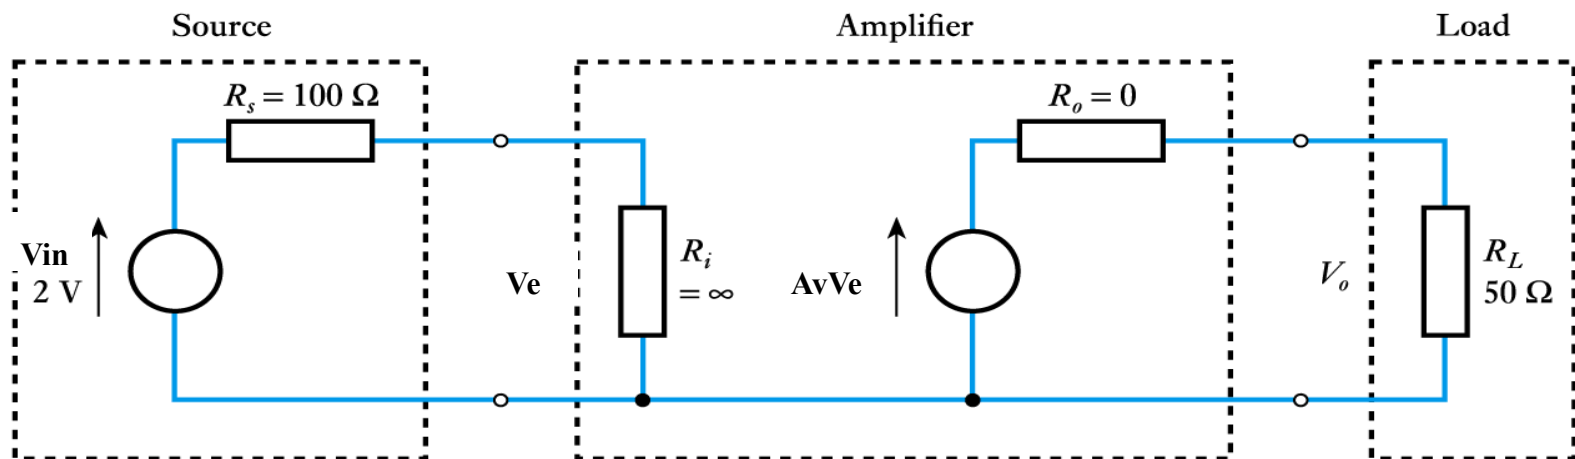 Source
Amplifier
Load
Rs = 100 Ω
Ro = 0
Vin
2 V
Ve
Ri
= ∞
AvVe
Vo
RL
50 Ω